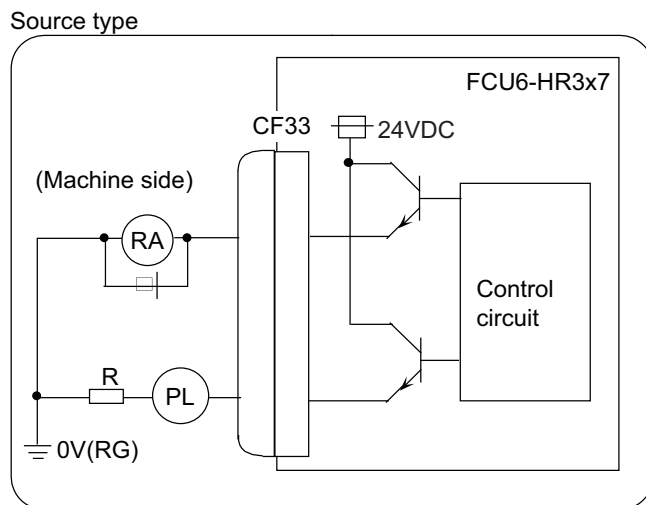 Source type
FCU6-HR3x7
CF33
24VDC
(Machine side)
RA
Control
circuit
R
PL
0V(RG)